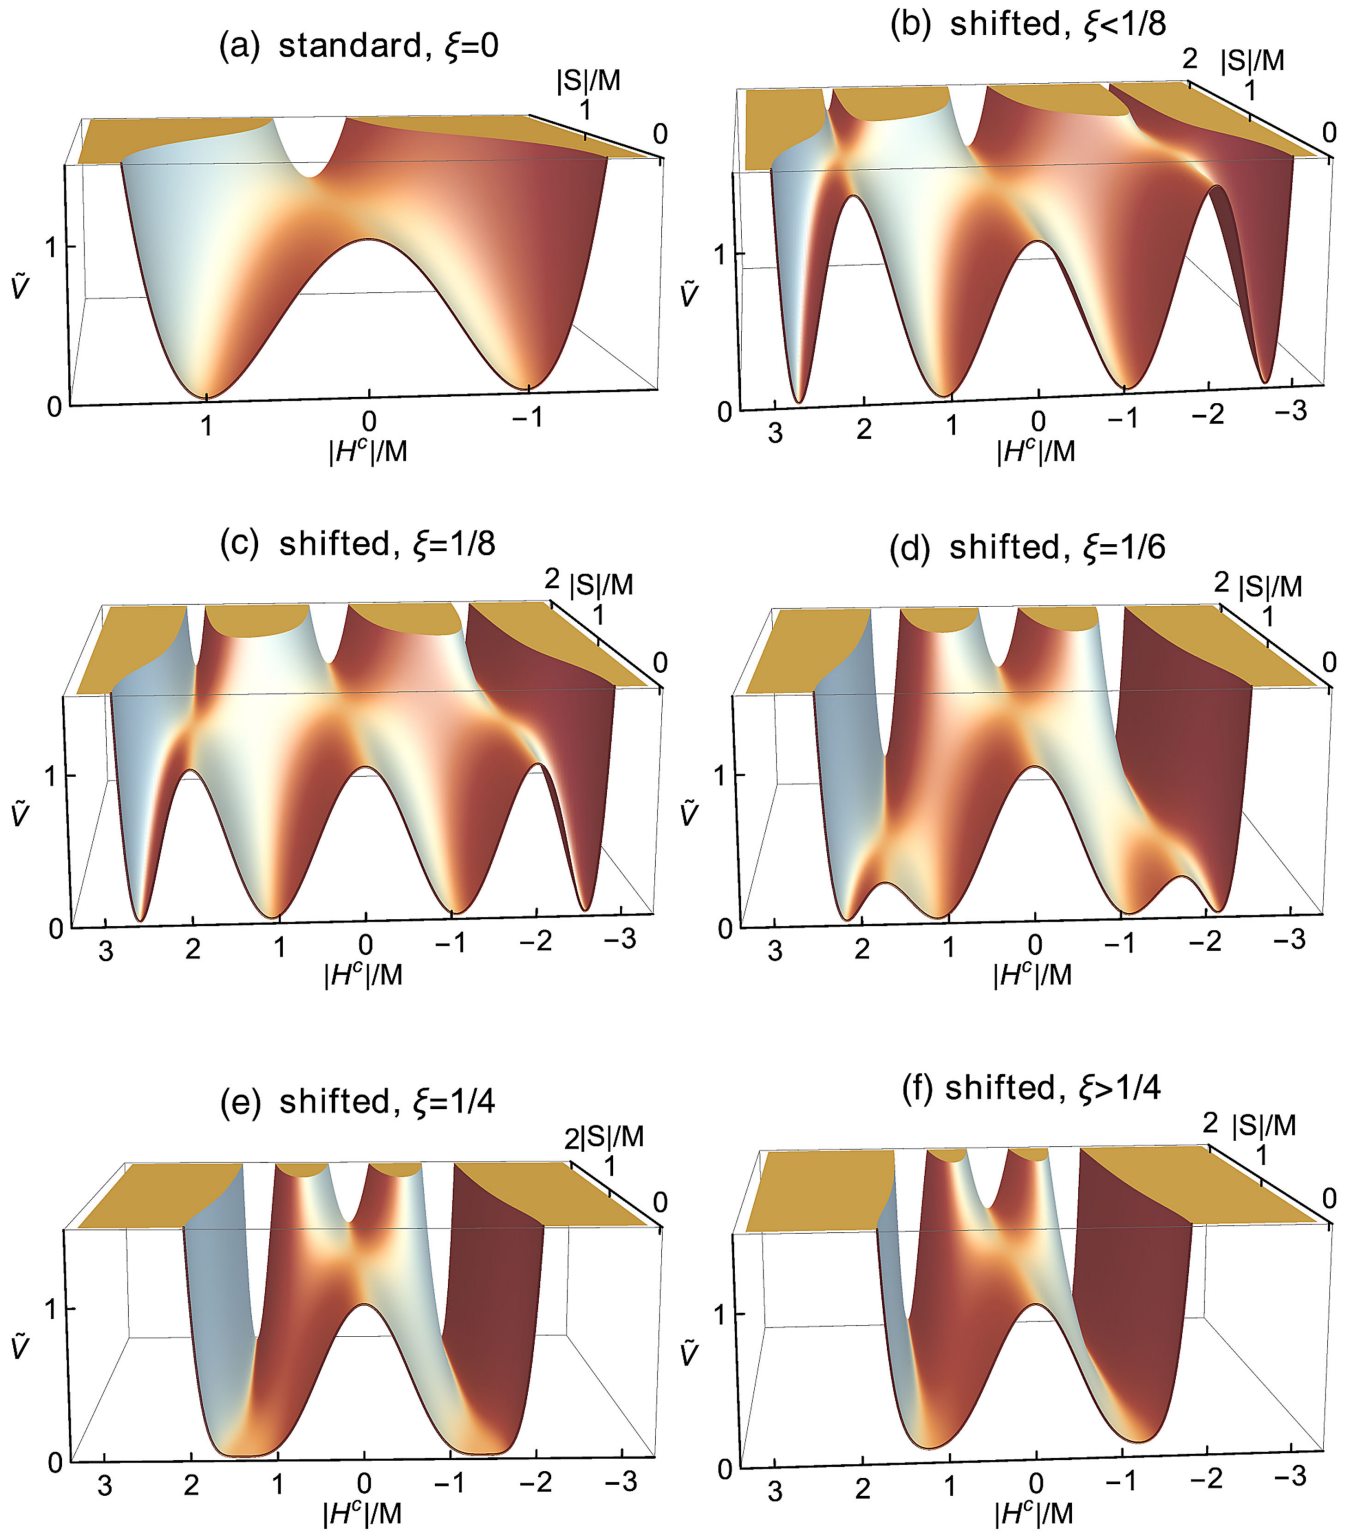 (a) standard, ξ=0
|S|/M
1
0
1
Ṽ
0
1 0 −1
|H^c|/M
(b) shifted, ξ<1/8
2 |S|/M
1
0
1
Ṽ
0
3 2 1 0 −1 −2 −3
|H^c|/M
(c) shifted, ξ=1/8
2 |S|/M
1
0
1
Ṽ
0
3 2 1 0 −1 −2 −3
|H^c|/M
(d) shifted, ξ=1/6
2 |S|/M
1
0
1
Ṽ
0
3 2 1 0 −1 −2 −3
|H^c|/M
(e) shifted, ξ=1/4
2|S|/M
1
0
1
Ṽ
0
3 2 1 0 −1 −2 −3
|H^c|/M
(f) shifted, ξ>1/4
2 |S|/M
1
0
1
Ṽ
0
3 2 1 0 −1 −2 −3
|H^c|/M